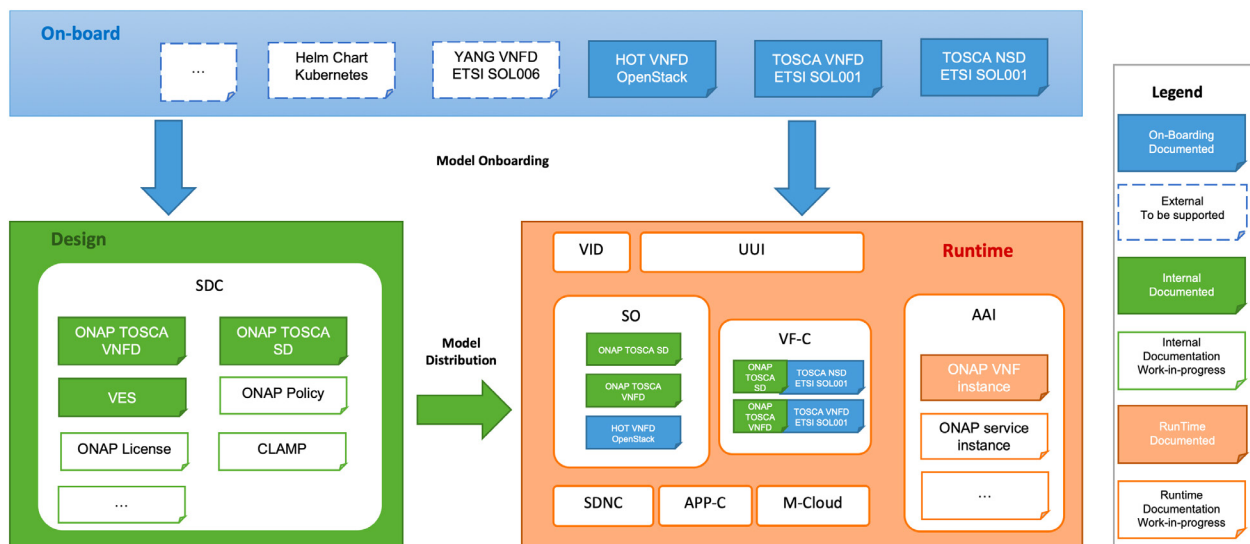 On-board
...
Helm Chart
Kubernetes
YANG VNFD
ETSI SOL006
HOT VNFD
OpenStack
TOSCA VNFD
ETSI SOL001
TOSCA NSD
ETSI SOL001
Model Onboarding
Design
SDC
ONAP TOSCA
VNFD
ONAP TOSCA
SD
VES
ONAP Policy
ONAP License
CLAMP
...
Model
Distribution
VID
UUI
Runtime
SO
ONAP TOSCA SD
ONAP TOSCA
VNFD
HOT VNFD
OpenStack
VF-C
ONAP
TOSCA
SD
TOSCA NSD
ETSI SOL001
ONAP
TOSCA
VNFD
TOSCA VNFD
ETSI SOL001
AAI
ONAP VNF
instance
ONAP service
instance
...
SDNC
APP-C
M-Cloud
Legend
On-Boarding
Documented
External
To be supported
Internal
Documented
Internal
Documentation
Work-in-progress
RunTime
Documented
Runtime
Documentation
Work-in-progress